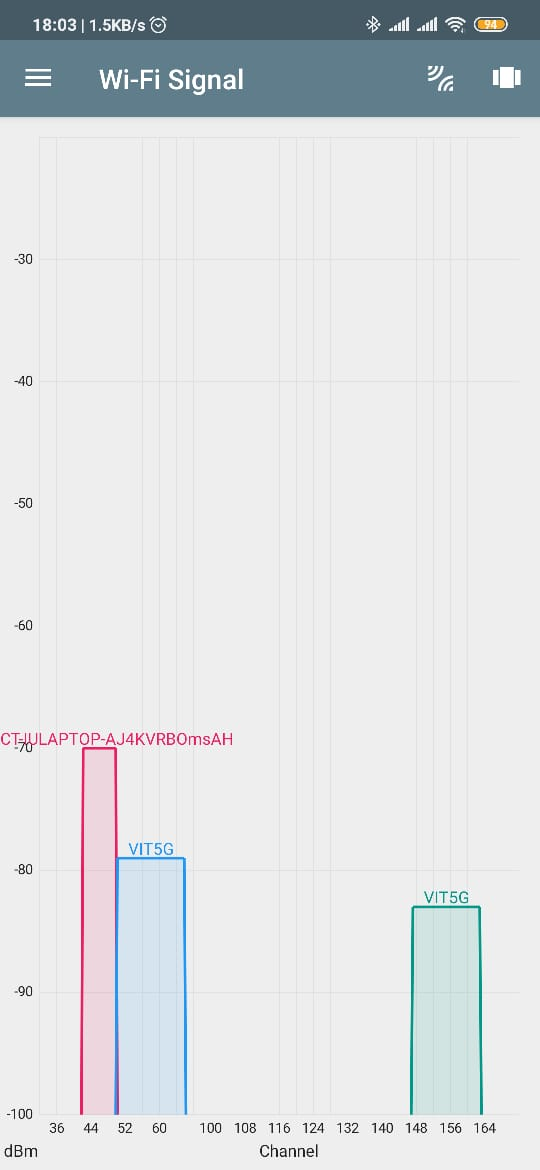 18:03 | 1.5KB/s
94
Wi-Fi Signal
-30
-40
-50
-60
CT-IULAPTOP-AJ4KVRBOmsAH
-70
VIT5G
-80
VIT5G
-90
-100
36 44 52 60 100 108 116 124 132 140 148 156 164
dBm Channel